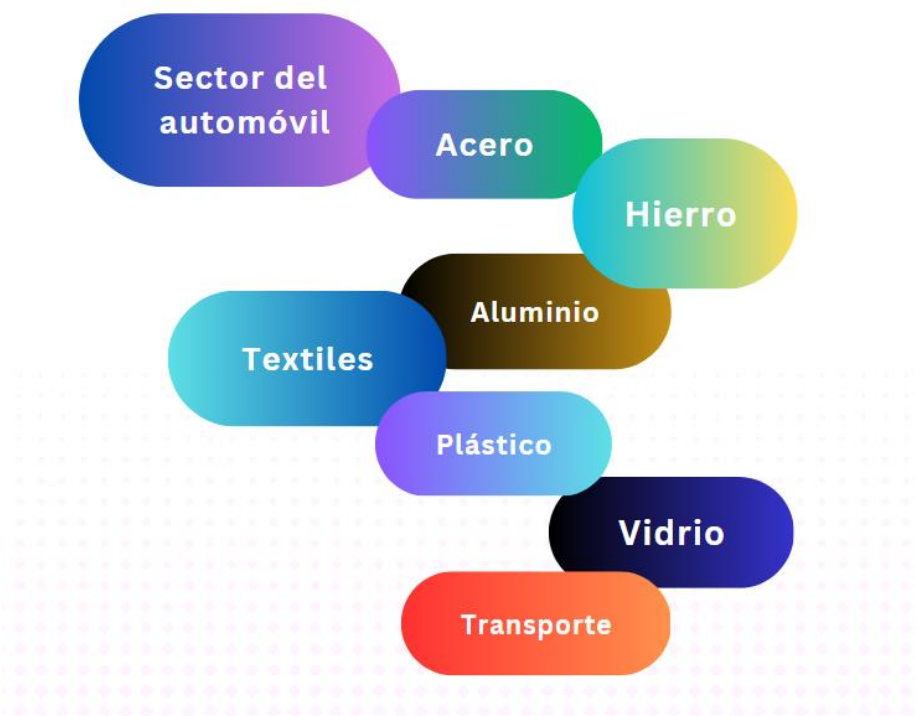 Sector del
automóvil
Acero
Hierro
Aluminio
Textiles
Plástico
Vidrio
Transporte